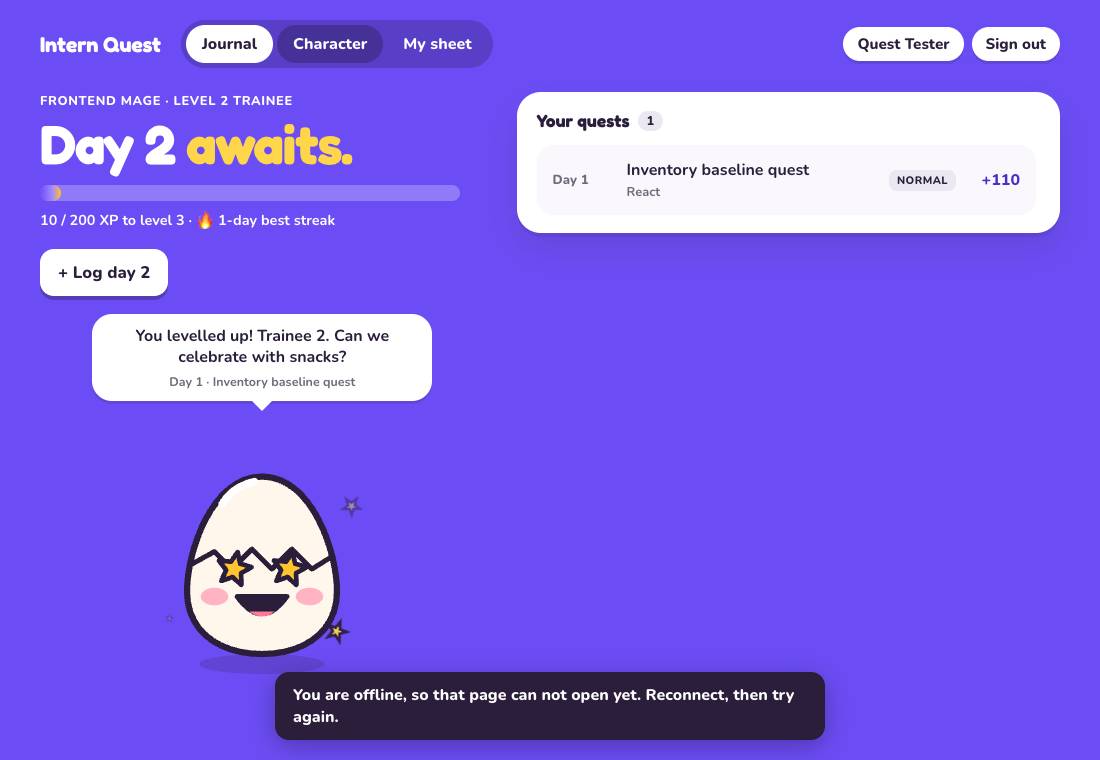 Intern Quest
Journal
Character
My sheet
Quest Tester
Sign out
FRONTEND MAGE · LEVEL 2 TRAINEE
Day 2 awaits.
10 / 200 XP to level 3 · 🔥 1-day best streak
+ Log day 2
You levelled up! Trainee 2. Can we
celebrate with snacks?
Day 1 · Inventory baseline quest
Your quests 1
Day 1
Inventory baseline quest
React
NORMAL
+110
You are offline, so that page can not open yet. Reconnect, then try
again.